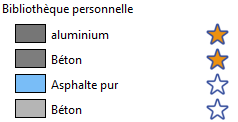 Bibliothèque personnelle
aluminium
Béton
Asphalte pur
Béton